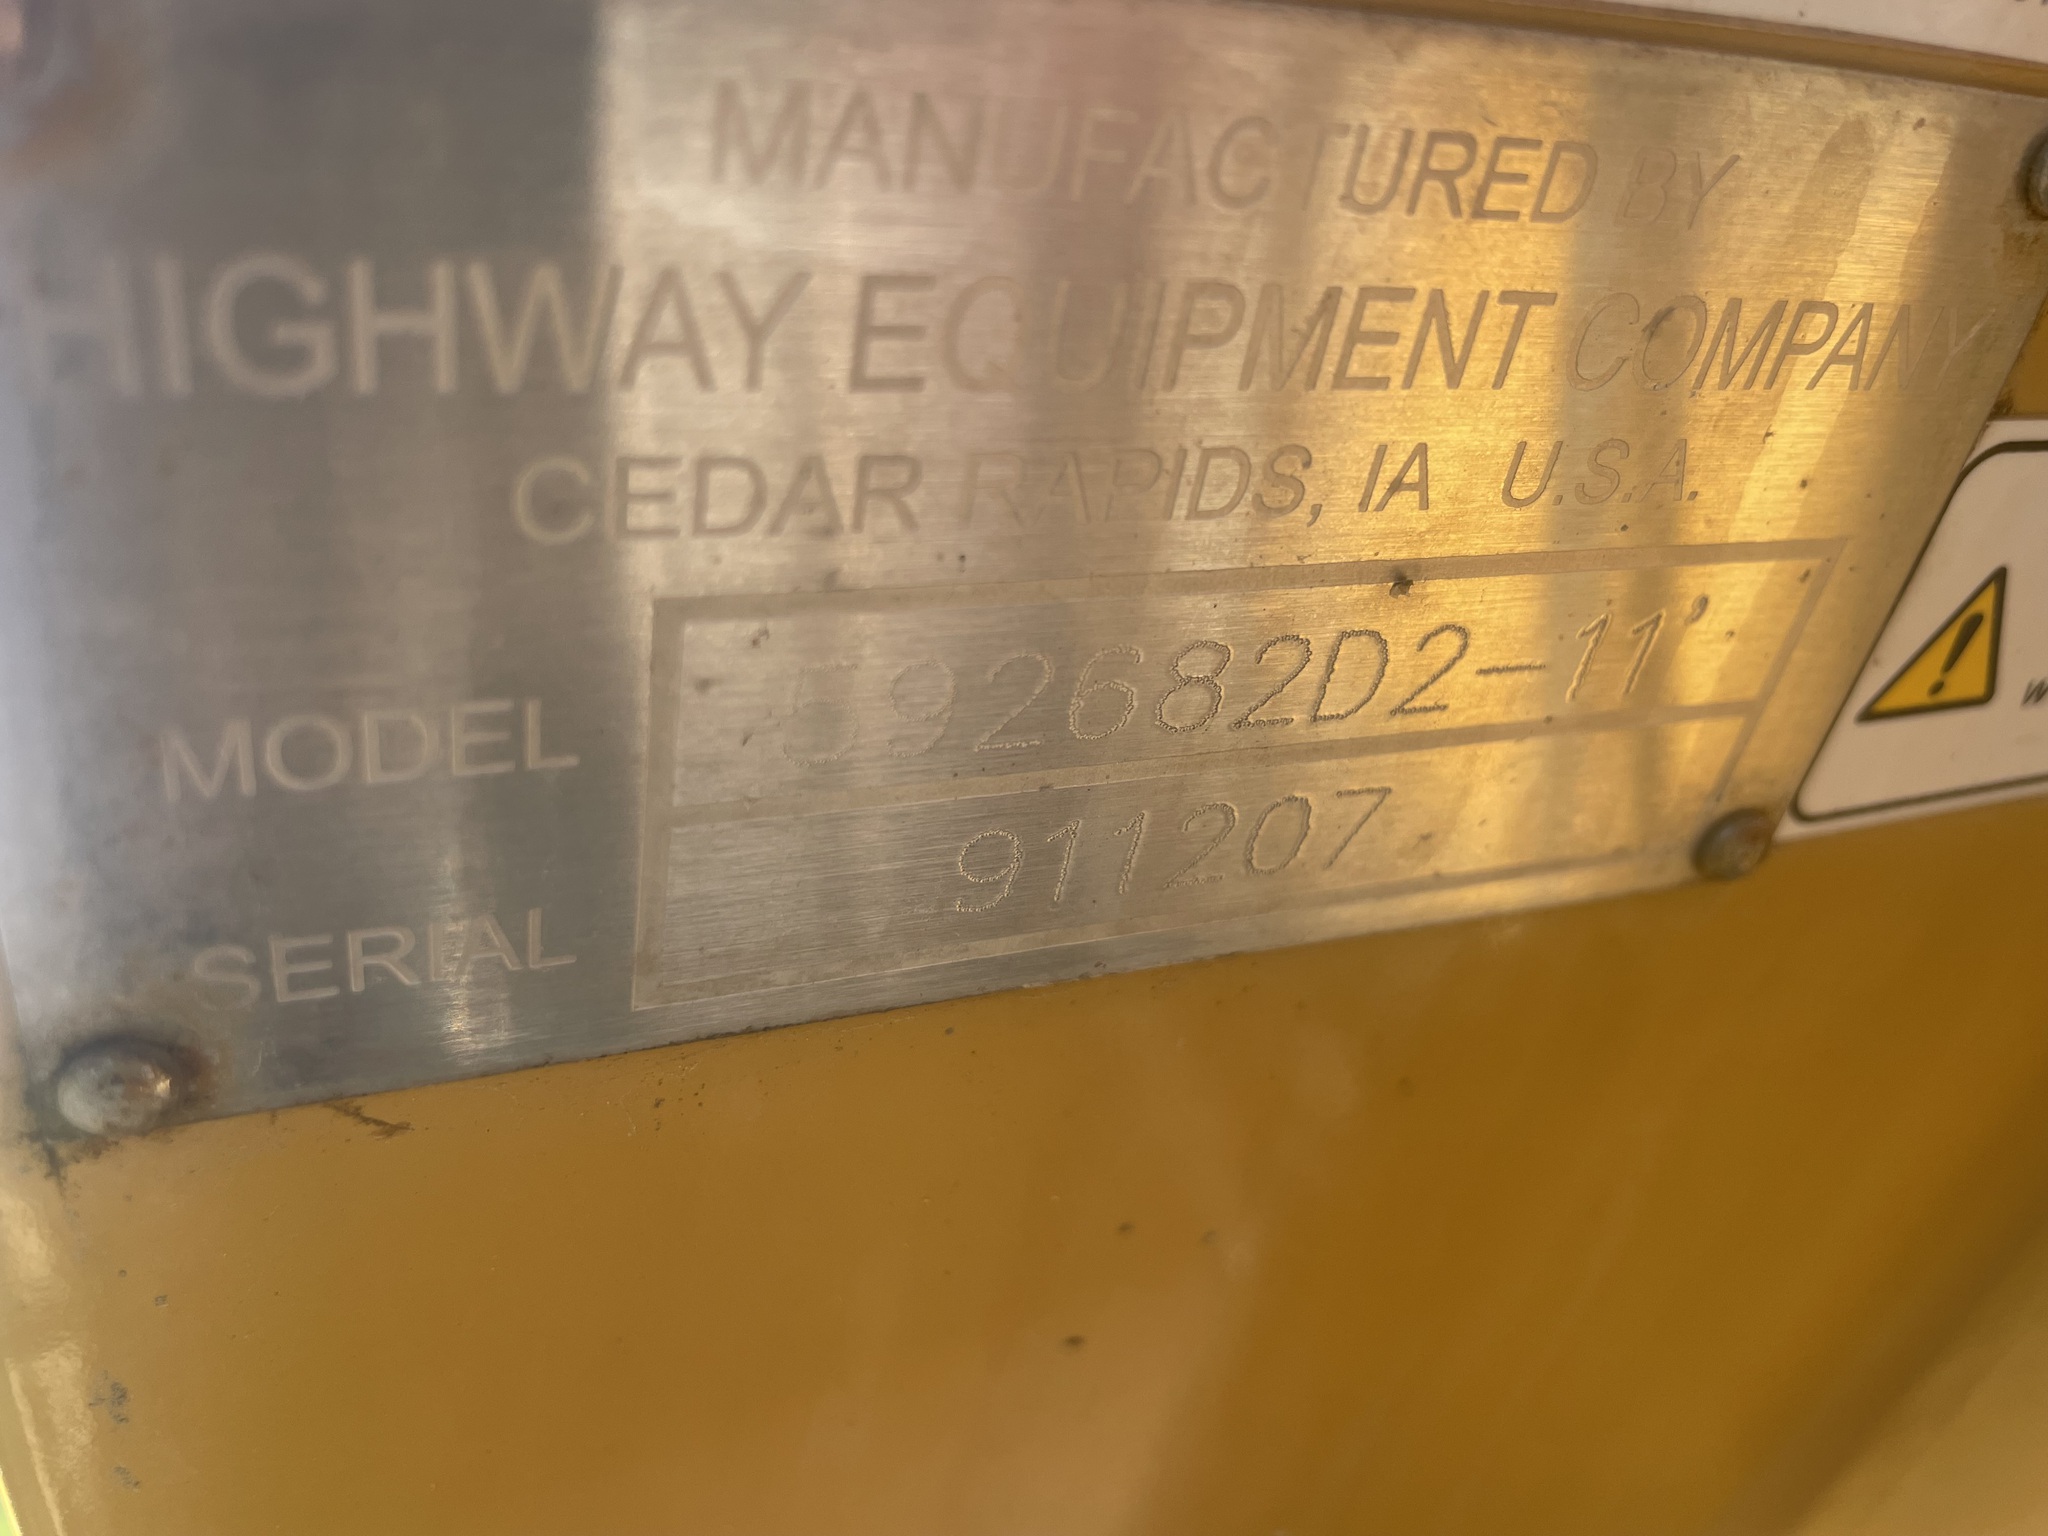 MANUFACTURED BY
HIGHWAY EQUIPMENT COMPANY
CEDAR RAPIDS, IA U.S.A.
MODEL 592682D2-11'
SERIAL 911207